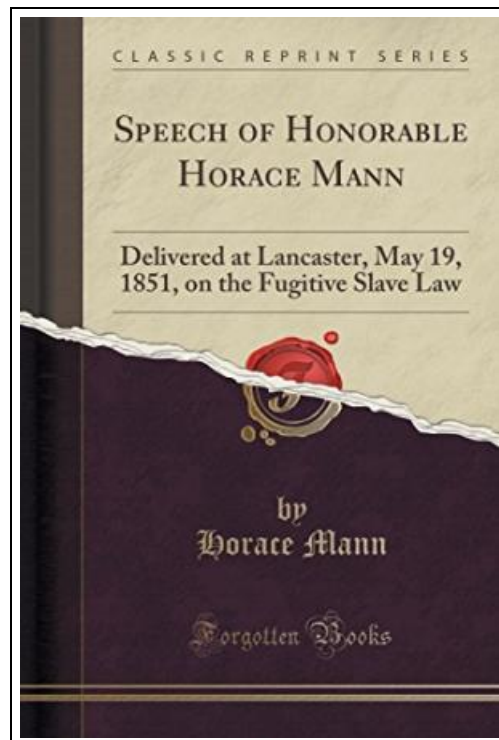 CLASSIC REPRINT SERIES
SPEECH OF HONORABLE
HORACE MANN
Delivered at Lancaster, May 19,
1851, on the Fugitive Slave Law
F
by
Horace Mann
Forgotten Books